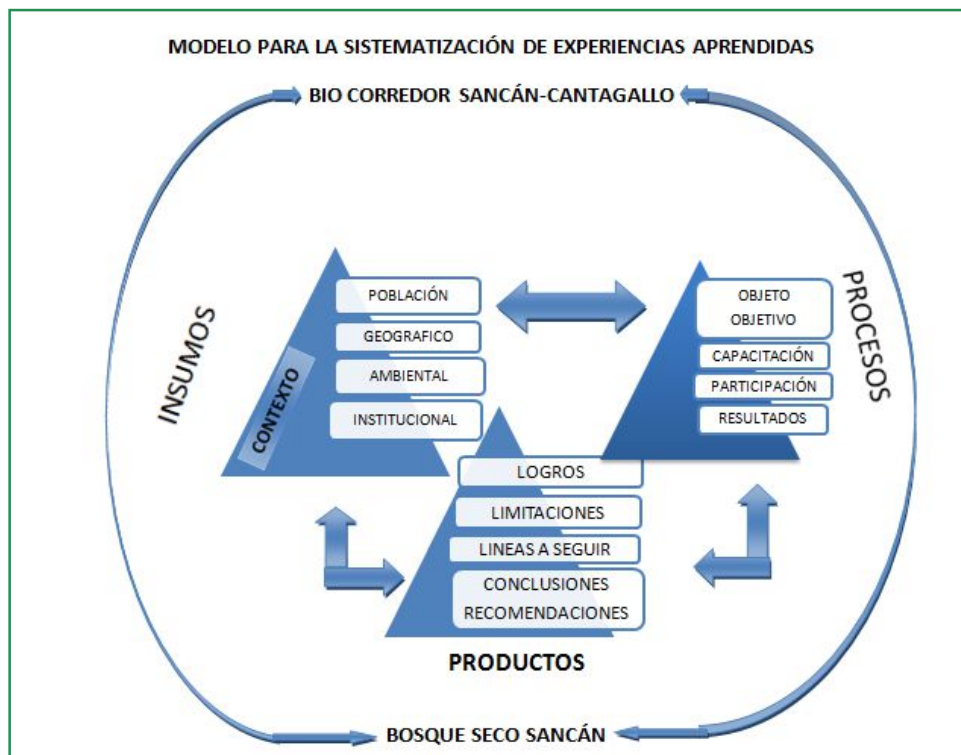 MODELO PARA LA SISTEMATIZACIÓN DE EXPERIENCIAS APRENDIDAS
BIO CORREDOR SANCÁN-CANTAGALLO
INSUMOS
CONTEXTO
POBLACIÓN
GEOGRAFICO
AMBIENTAL
INSTITUCIONAL
PROCESOS
OBJETO
OBJETIVO
CAPACITACIÓN
PARTICIPACIÓN
RESULTADOS
LOGROS
LIMITACIONES
LINEAS A SEGUIR
CONCLUSIONES
RECOMENDACIONES
PRODUCTOS
BOSQUE SECO SANCÁN